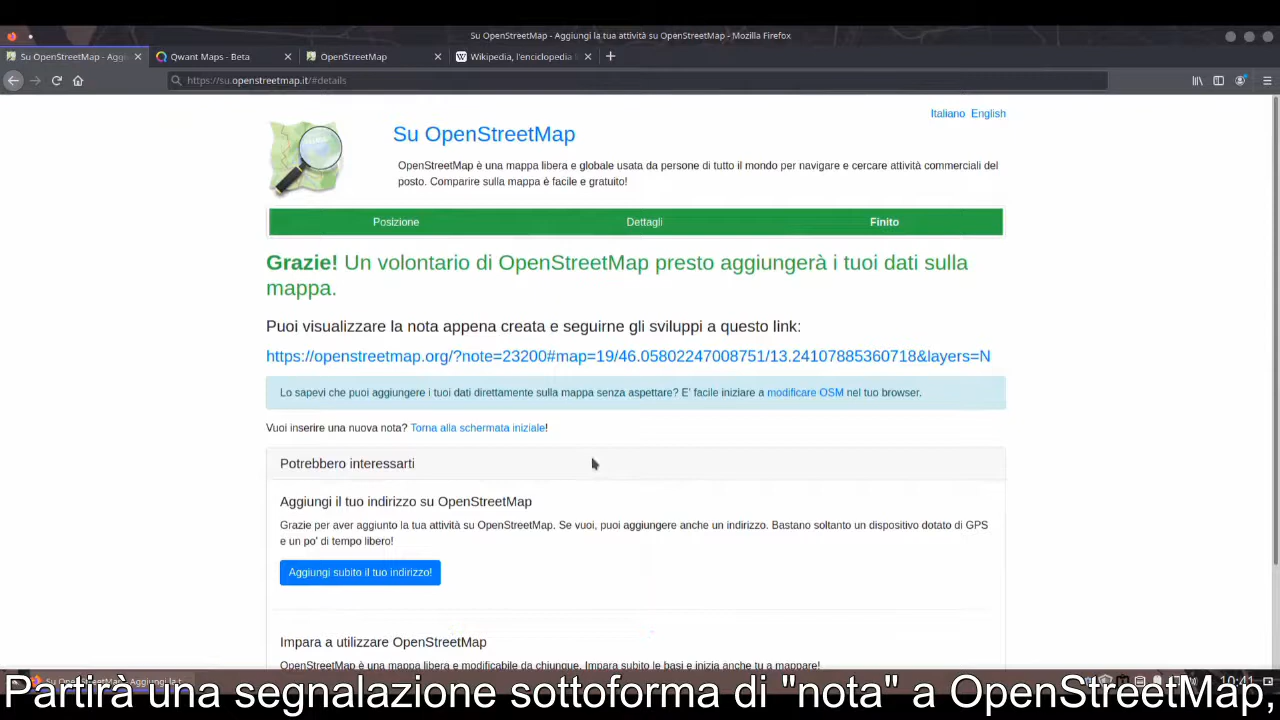 Su OpenStreetMap - Aggiungi la tua attività su OpenStreetMap - Mozilla Firefox
Su OpenStreetMap - Aggi
Qwant Maps - Beta
OpenStreetMap
Wikipedia, l'enciclopedia
https://su.openstreetmap.it/#details
Italiano English
Su OpenStreetMap
OpenStreetMap è una mappa libera e globale usata da persone di tutto il mondo per navigare e cercare attività commerciali del
posto. Comparire sulla mappa è facile e gratuito!
Posizione
Dettagli
Finito
Grazie! Un volontario di OpenStreetMap presto aggiungerà i tuoi dati sulla
mappa.
Puoi visualizzare la nota appena creata e seguirne gli sviluppi a questo link:
https://openstreetmap.org/?note=23200#map=19/46.05802247008751/13.24107885360718&layers=N
Lo sapevi che puoi aggiungere i tuoi dati direttamente sulla mappa senza aspettare? E' facile iniziare a modificare OSM nel tuo browser.
Vuoi inserire una nuova nota? Torna alla schermata iniziale!
Potrebbero interessarti
Aggiungi il tuo indirizzo su OpenStreetMap
Grazie per aver aggiunto la tua attività su OpenStreetMap. Se vuoi, puoi aggiungere anche un indirizzo. Bastano soltanto un dispositivo dotato di GPS
e un po' di tempo libero!
Aggiungi subito il tuo indirizzo!
Impara a utilizzare OpenStreetMap
OpenStreetMap è una mappa libera e modificabile da chiunque. Impara subito le basi e inizia anche tu a mappare!
Su OpenStreetMap - Aggiungi la t
10:41
Partirà una segnalazione sottoforma di "nota" a OpenStreetMap,